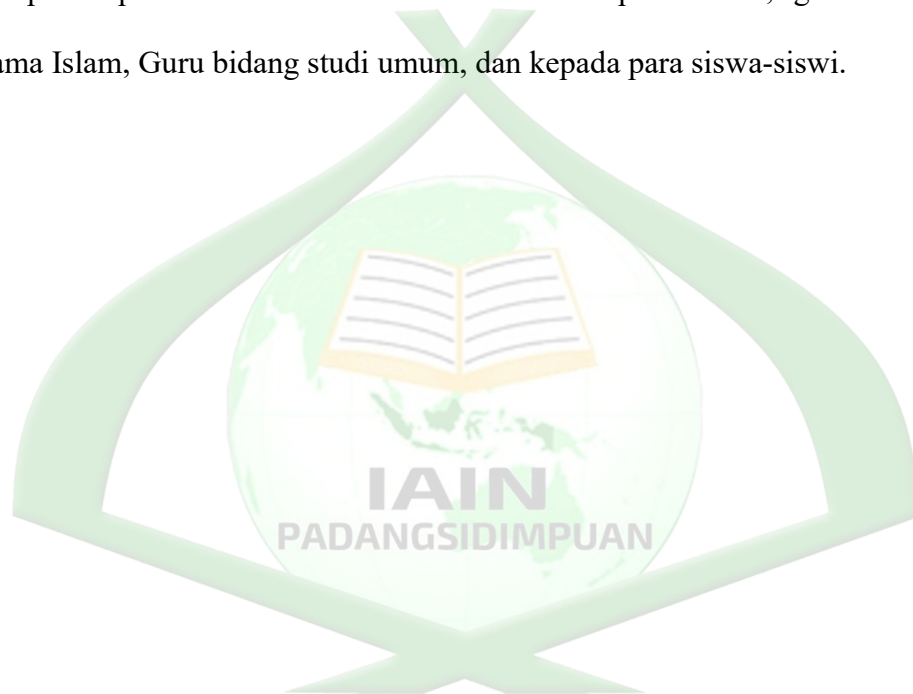 ama Islam, Guru bidang studi umum, dan kepada para siswa-siswi.
IAIN
PADANGSIDIMPUAN